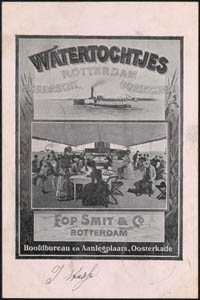 WATERTOCHTJES
ROTTERDAM
DORDRECHT GORINCHEM
FOP SMIT & Co
ROTTERDAM
Hoofdbureau en Aanlegplaats, Oosterkade